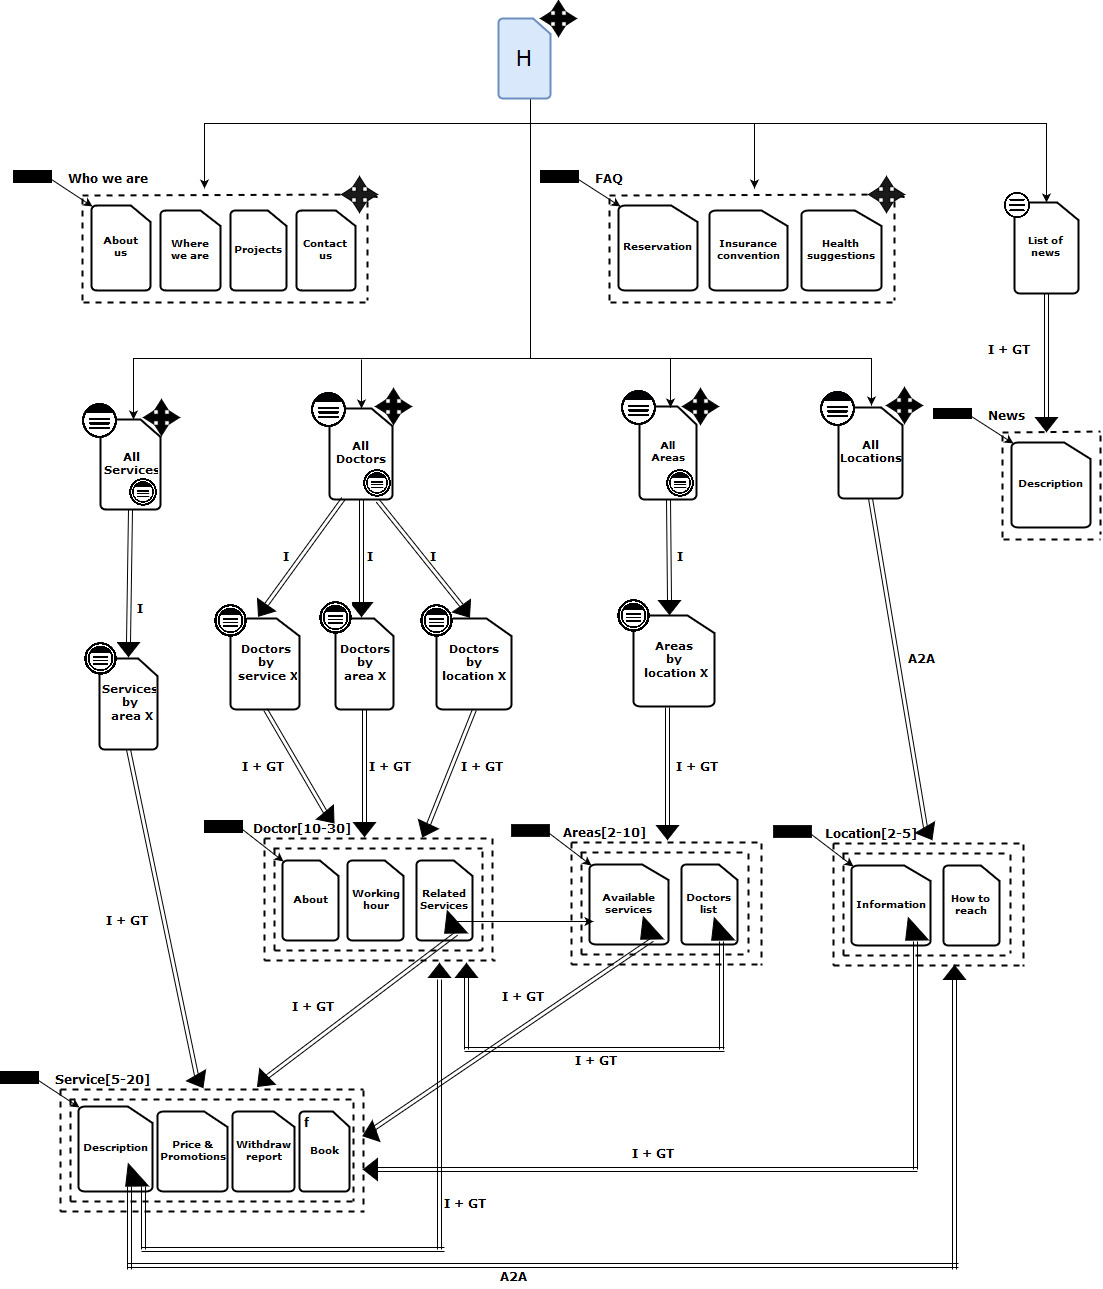 H
Who we are
FAQ
About
us
Where
we are
Projects
Contact
us
Reservation
Insurance
convention
Health
suggestions
List of
news
I + GT
News
Description
All
Services
All
Doctors
All
Areas
All
Locations
I
I
I
I
I
Services
by
area X
Doctors
by
service X
Doctors
by
area X
Doctors
by
location X
Areas
by
location X
A2A
I + GT
I + GT
I + GT
I + GT
Doctor[10-30]
Areas[2-10]
Location[2-5]
About
Working
hour
Related
Services
Available
services
Doctors
list
Information
How to
reach
I + GT
I + GT
I + GT
I + GT
Service[5-20]
Description
Price &
Promotions
Withdraw
report
f
Book
I + GT
I + GT
A2A